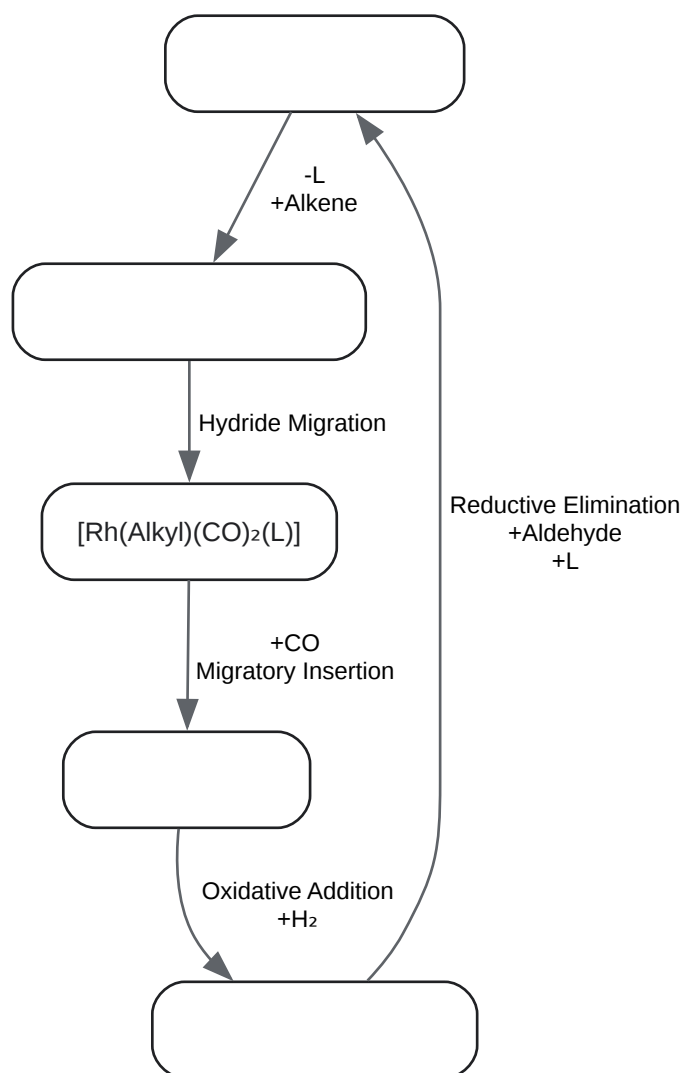 -L
+Alkene
Hydride Migration
[Rh(Alkyl)(CO)₂(L)]
Reductive Elimination
+Aldehyde
+L
+CO
Migratory Insertion
Oxidative Addition
+H₂